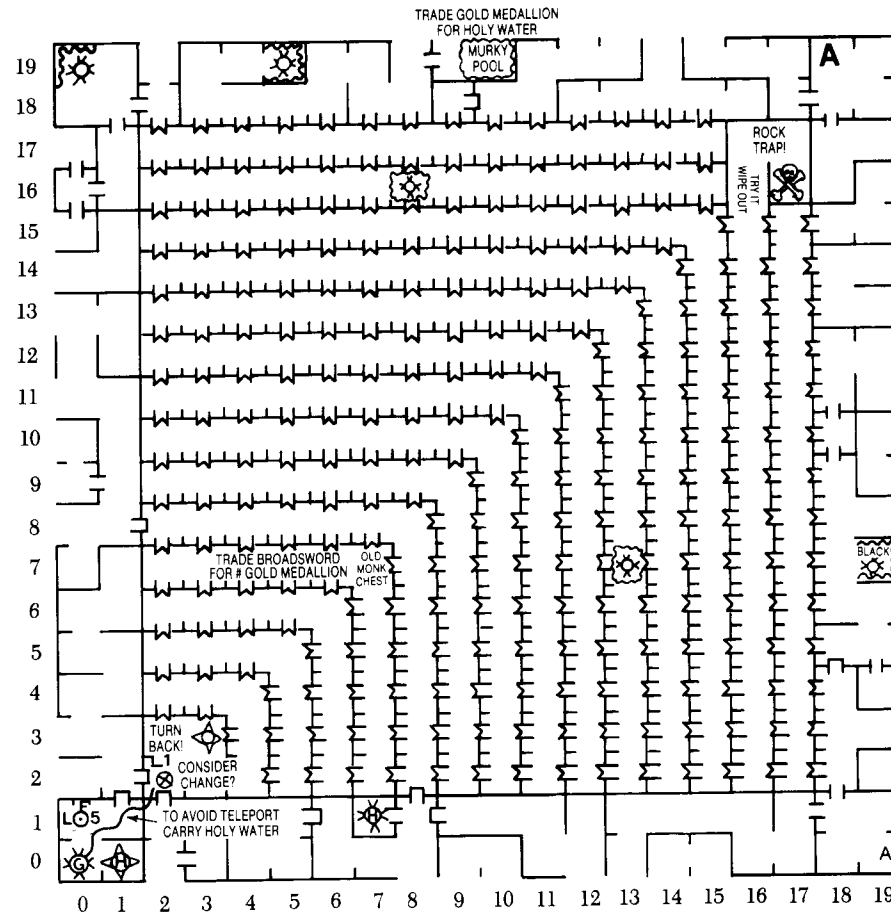 TRADE GOLD MEDALLION
FOR HOLY WATER
MURKY
POOL
A
19
18
17
16
15
14
13
12
11
10
9
8
7
6
5
4
3
2
1
0
ROCK
TRAP!
TRY IT
WIPE OUT
TRADE BROADSWORD
FOR # GOLD MEDALLION
OLD
MONK
CHEST
BLACK
TURN
BACK!
L1
CONSIDER
CHANGE?
F
L 5
TO AVOID TELEPORT
CARRY HOLY WATER
G
H
H
A
0 1 2 3 4 5 6 7 8 9 10 11 12 13 14 15 16 17 18 19